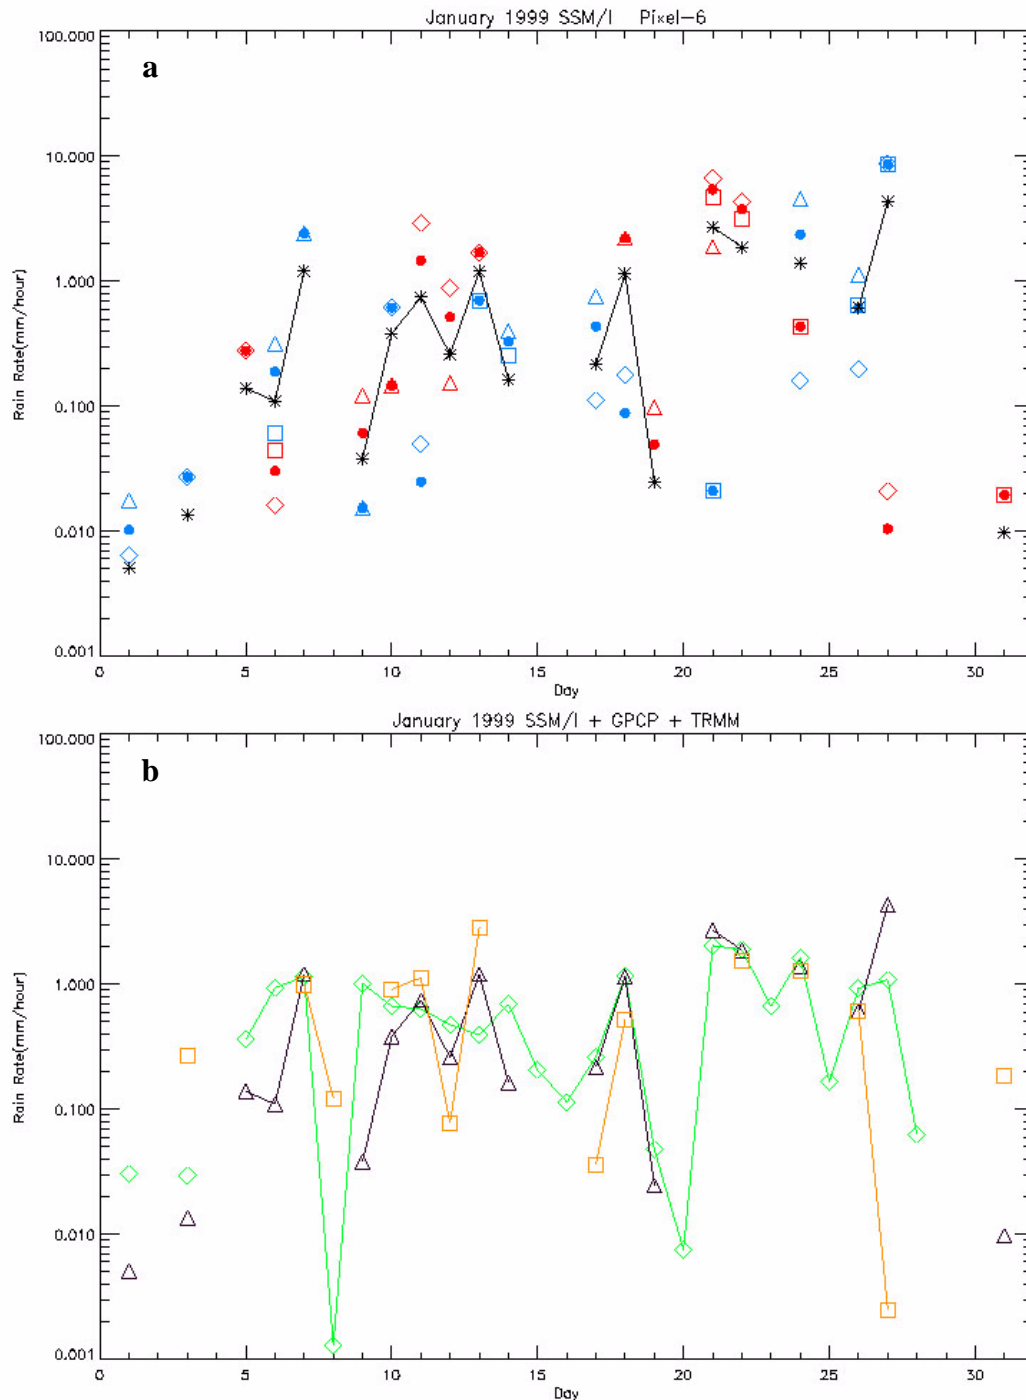 January 1999 SSM/I Pixel-6
a
100.000
10.000
1.000
0.100
0.010
0.001
Rain Rate(mm/hour)
0 5 10 15 20 25 30
Day
January 1999 SSM/I + GPCP + TRMM
b
100.000
10.000
1.000
0.100
0.010
0.001
Rain Rate(mm/hour)
0 5 10 15 20 25 30
Day